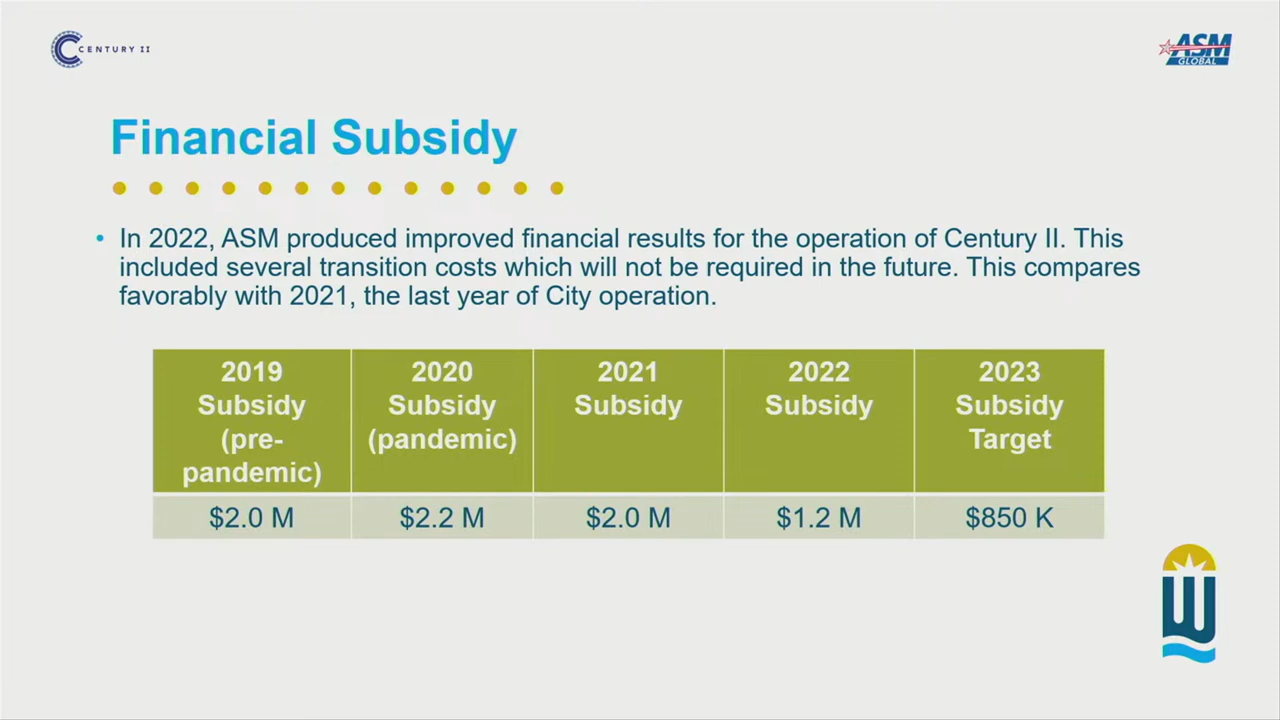 CENTURY II
ASM
GLOBAL
Financial Subsidy
• In 2022, ASM produced improved financial results for the operation of Century II. This
included several transition costs which will not be required in the future. This compares
favorably with 2021, the last year of City operation.
2019 Subsidy (pre-pandemic)
2020 Subsidy (pandemic)
2021 Subsidy
2022 Subsidy
2023 Subsidy Target
$2.0 M
$2.2 M
$2.0 M
$1.2 M
$850 K
W